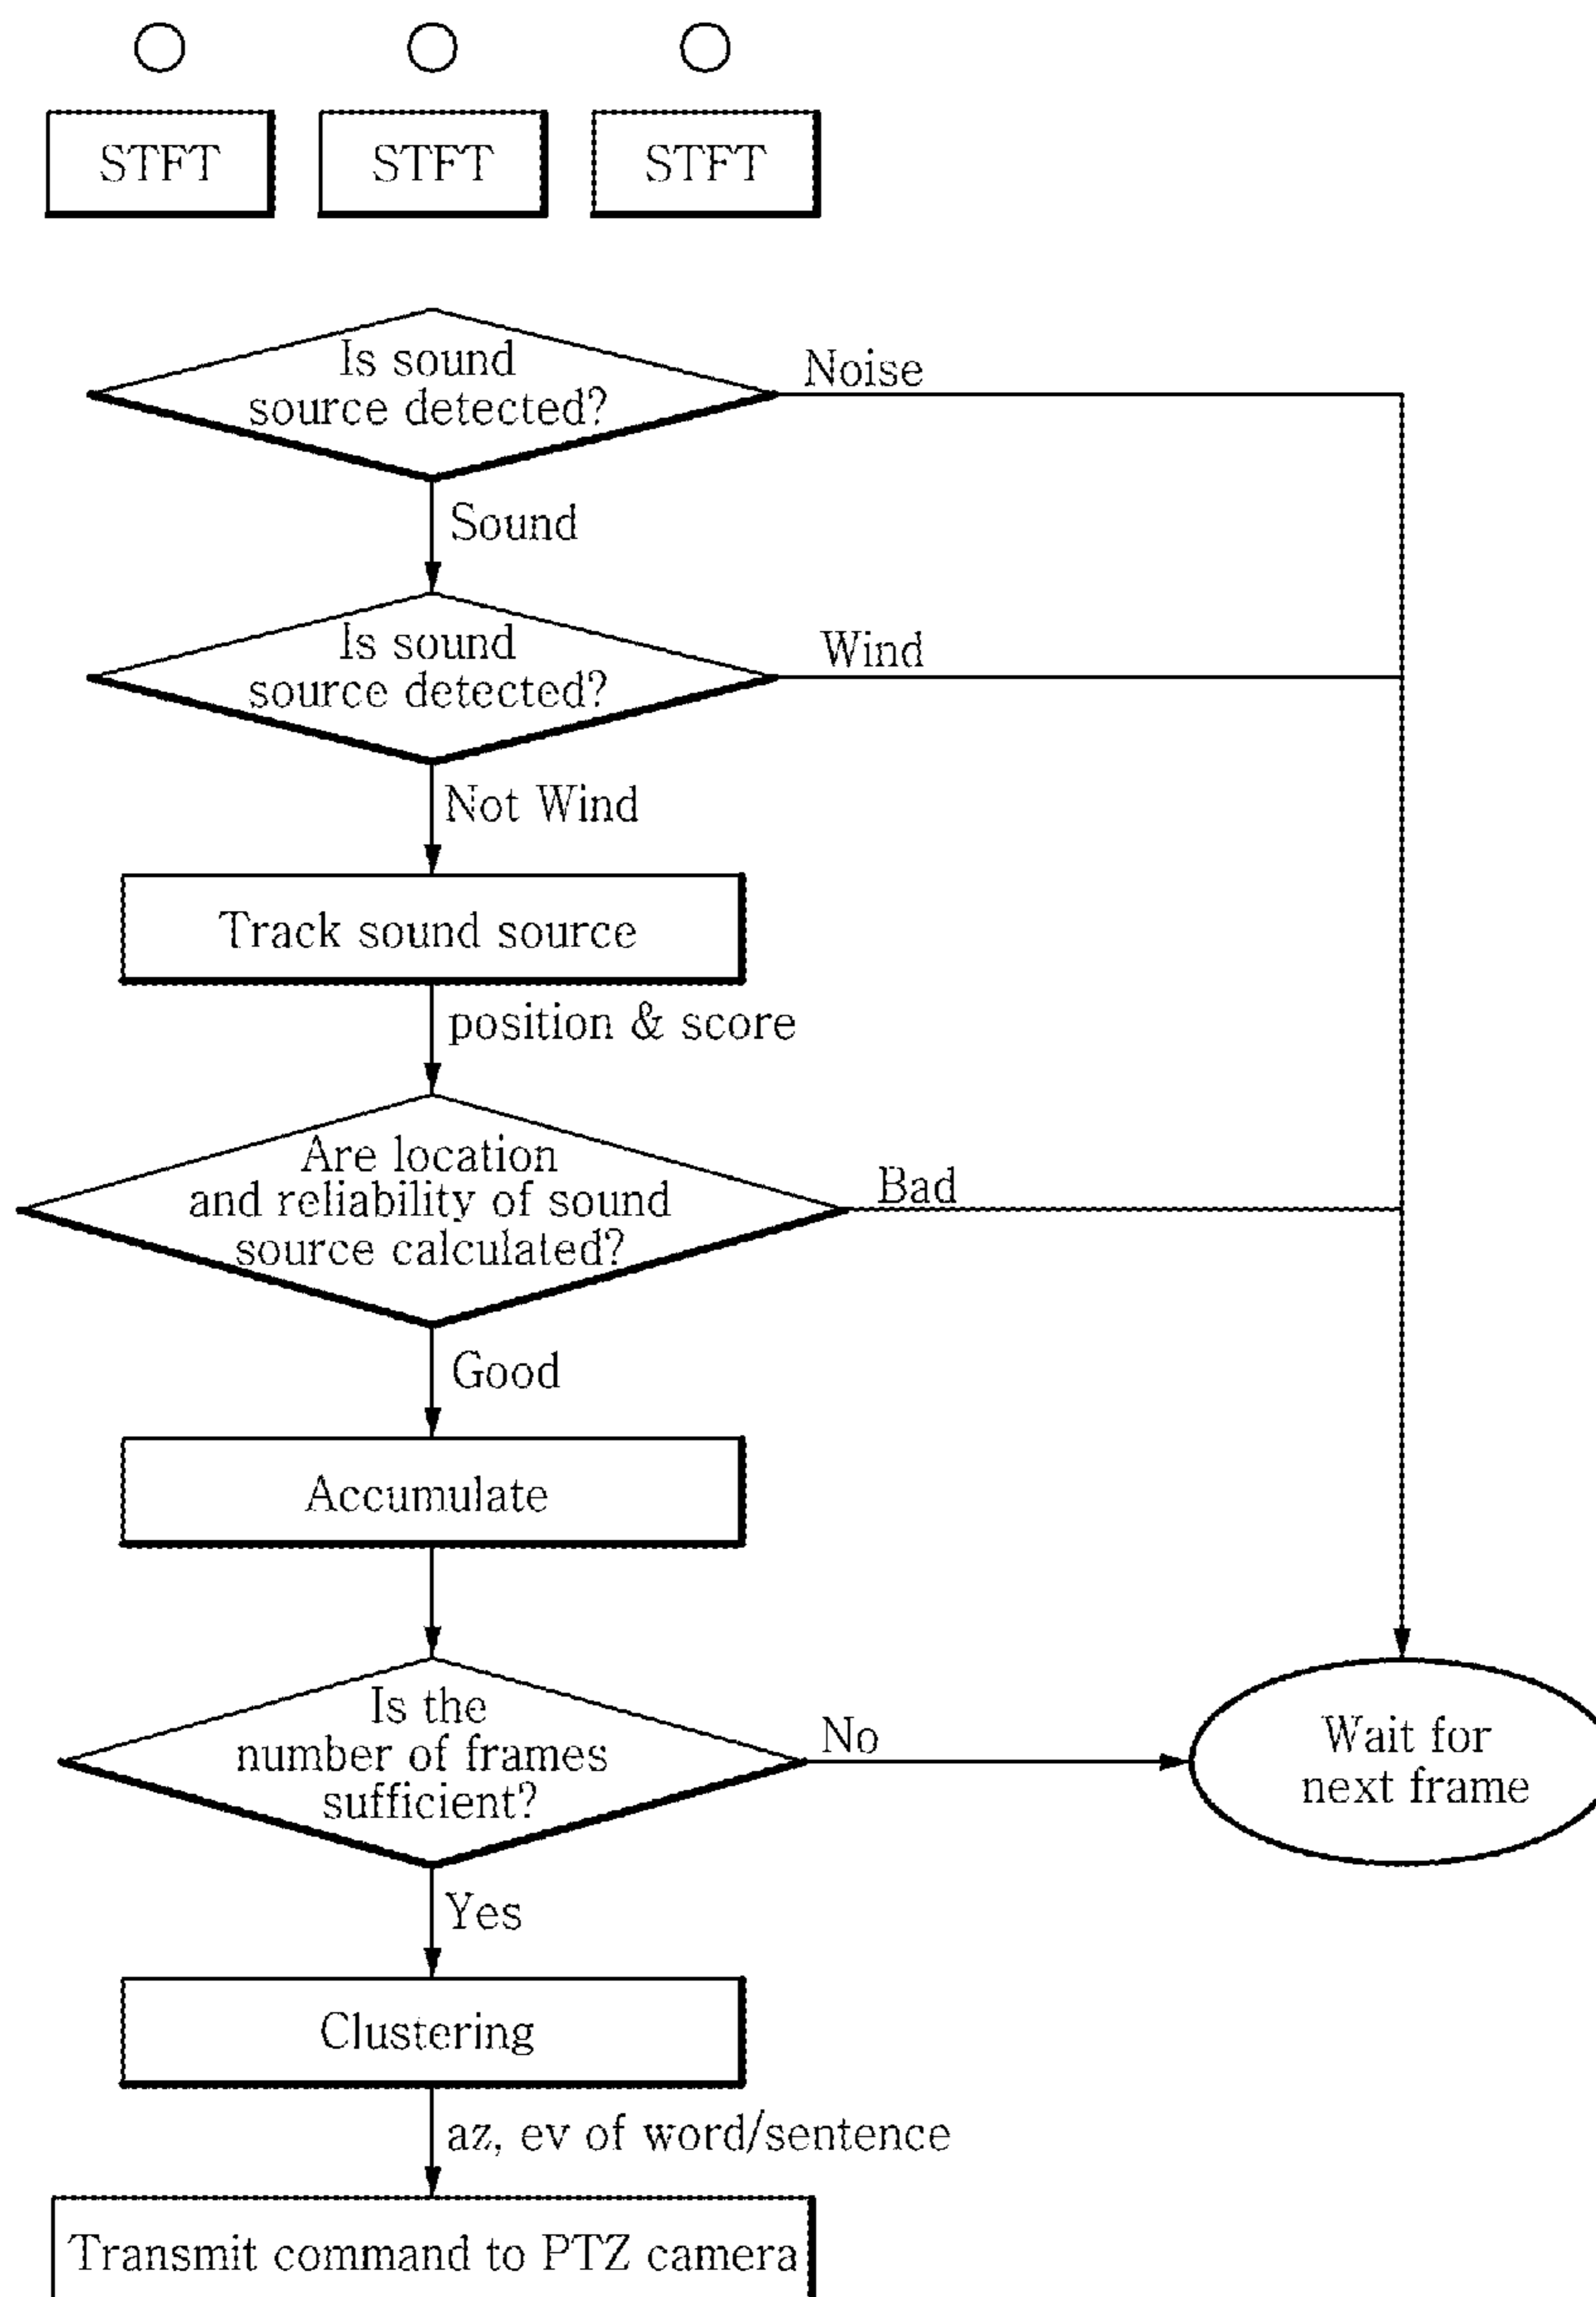 STFT STFT STFT
Is sound
source detected?
Noise
Sound
Is sound
source detected?
Wind
Not Wind
Track sound source
position & score
Are location
and reliability of sound
source calculated?
Bad
Good
Accumulate
Is the
number of frames
sufficient?
No
Wait for
next frame
Yes
Clustering
az, ev of word/sentence
Transmit command to PTZ camera